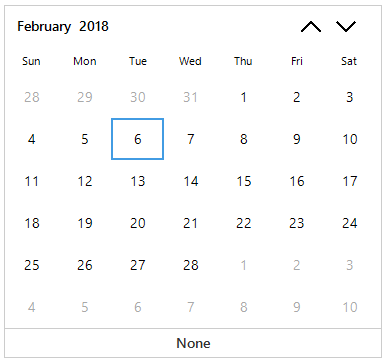 February 2018
Sun Mon Tue Wed Thu Fri Sat
28 29 30 31 1 2 3
4 5 6 7 8 9 10
11 12 13 14 15 16 17
18 19 20 21 22 23 24
25 26 27 28 1 2 3
4 5 6 7 8 9 10
None